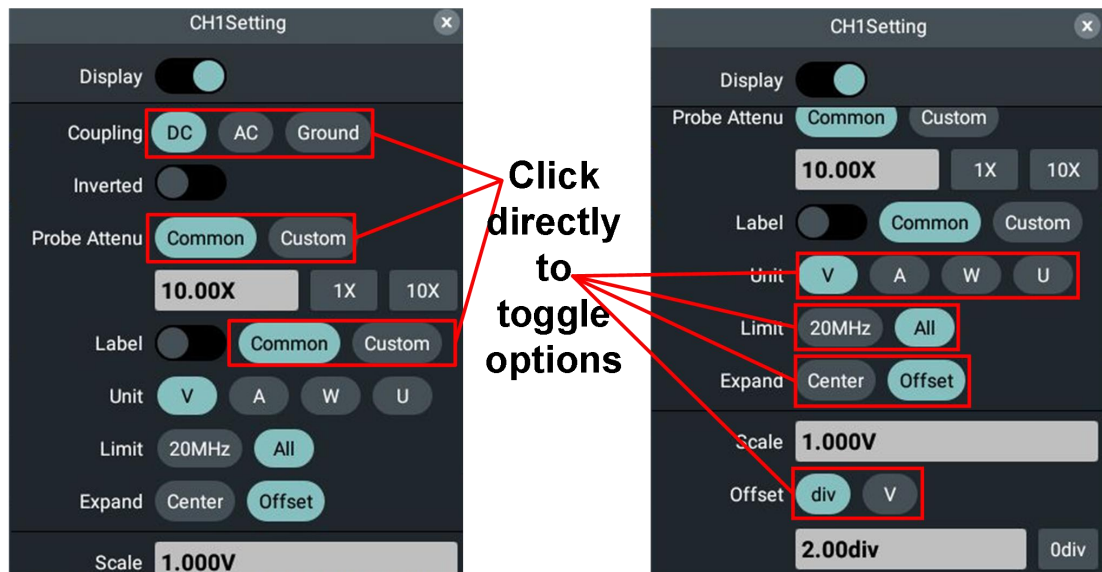 CH1Setting x
Display
Coupling DC AC Ground
Inverted
Probe Attenu Common Custom
10.00X 1X 10X
Label Common Custom
Unit V A W U
Limit 20MHz All
Expand Center Offset
Scale 1.000V
Click
directly
to
toggle
options
CH1Setting x
Display
Probe Attenu Common Custom
10.00X 1X 10X
Label Common Custom
Unit V A W U
Limit 20MHz All
Expand Center Offset
Scale 1.000V
Offset div V
2.00div 0div